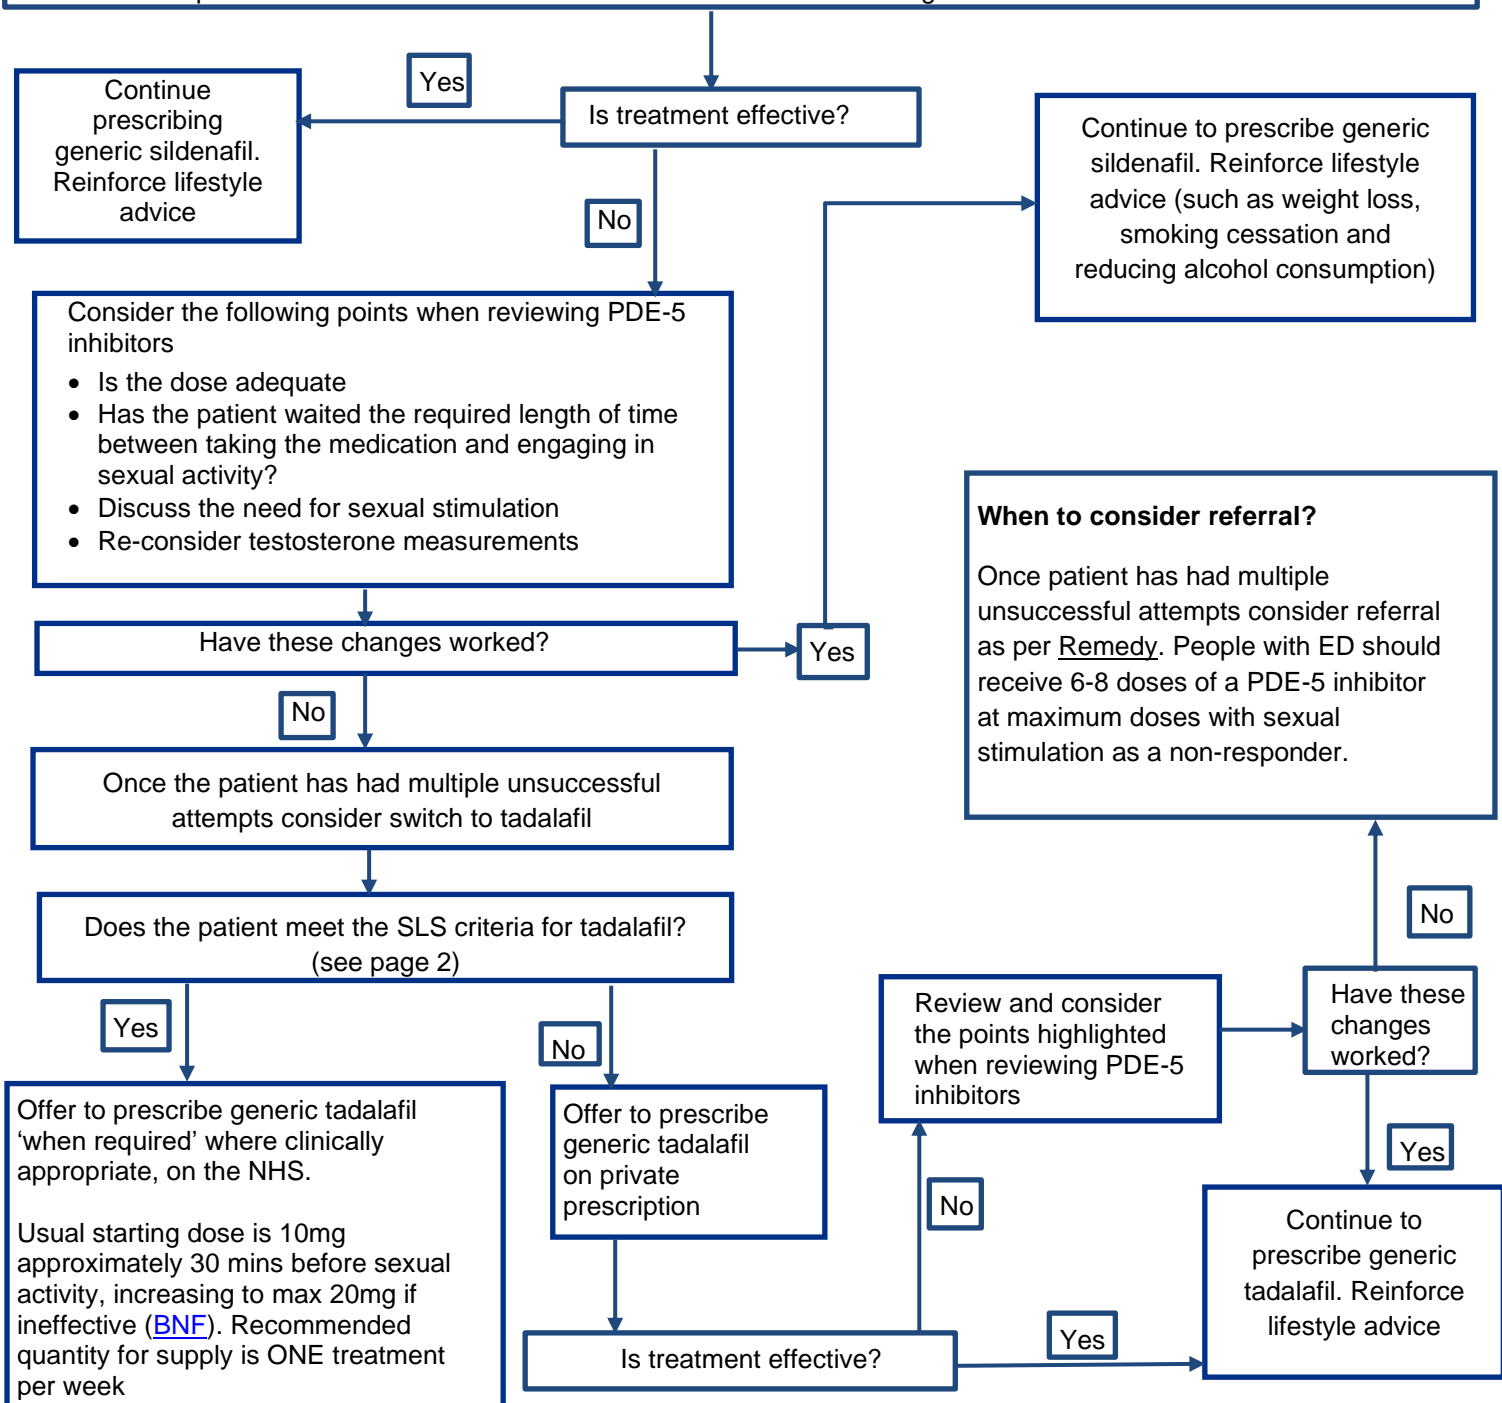 Yes
Is treatment effective?
Continue
prescribing
generic sildenafil.
Reinforce lifestyle
advice
No
Continue to prescribe generic
sildenafil. Reinforce lifestyle
advice (such as weight loss,
smoking cessation and
reducing alcohol consumption)
Consider the following points when reviewing PDE-5
inhibitors
• Is the dose adequate
• Has the patient waited the required length of time
between taking the medication and engaging in
sexual activity?
• Discuss the need for sexual stimulation
• Re-consider testosterone measurements
Have these changes worked?
Yes
No
Once the patient has had multiple unsuccessful
attempts consider switch to tadalafil
Does the patient meet the SLS criteria for tadalafil?
(see page 2)
Yes
No
Offer to prescribe generic tadalafil
‘when required’ where clinically
appropriate, on the NHS.
Usual starting dose is 10mg
approximately 30 mins before sexual
activity, increasing to max 20mg if
ineffective (BNF). Recommended
quantity for supply is ONE treatment
per week
Offer to prescribe
generic tadalafil
on private
prescription
Is treatment effective?
No
Yes
Review and consider
the points highlighted
when reviewing PDE-5
inhibitors
Have these
changes
worked?
No
Yes
When to consider referral?
Once patient has had multiple
unsuccessful attempts consider referral
as per Remedy. People with ED should
receive 6-8 doses of a PDE-5 inhibitor
at maximum doses with sexual
stimulation as a non-responder.
Continue to
prescribe generic
tadalafil. Reinforce
lifestyle advice